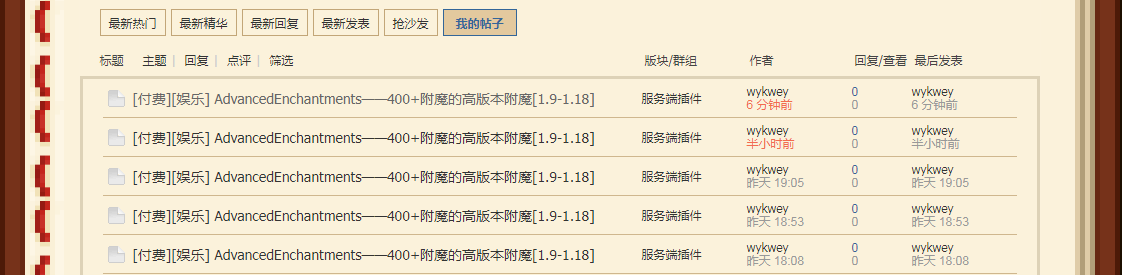 最新热门 最新精华 最新回复 最新发表 抢沙发 我的帖子
标题 主题 | 回复 | 点评 | 筛选 版块/群组 作者 回复/查看 最后发表
[付费][娱乐] AdvancedEnchantments——400+附魔的高版本附魔[1.9-1.18] 服务端插件 wykwey 0 wykwey
6 分钟前 0 6 分钟前
[付费][娱乐] AdvancedEnchantments——400+附魔的高版本附魔[1.9-1.18] 服务端插件 wykwey 0 wykwey
半小时前 0 半小时前
[付费][娱乐] AdvancedEnchantments——400+附魔的高版本附魔[1.9-1.18] 服务端插件 wykwey 0 wykwey
昨天 19:05 0 昨天 19:05
[付费][娱乐] AdvancedEnchantments——400+附魔的高版本附魔[1.9-1.18] 服务端插件 wykwey 0 wykwey
昨天 18:53 0 昨天 18:53
[付费][娱乐] AdvancedEnchantments——400+附魔的高版本附魔[1.9-1.18] 服务端插件 wykwey 0 wykwey
昨天 18:08 0 昨天 18:08